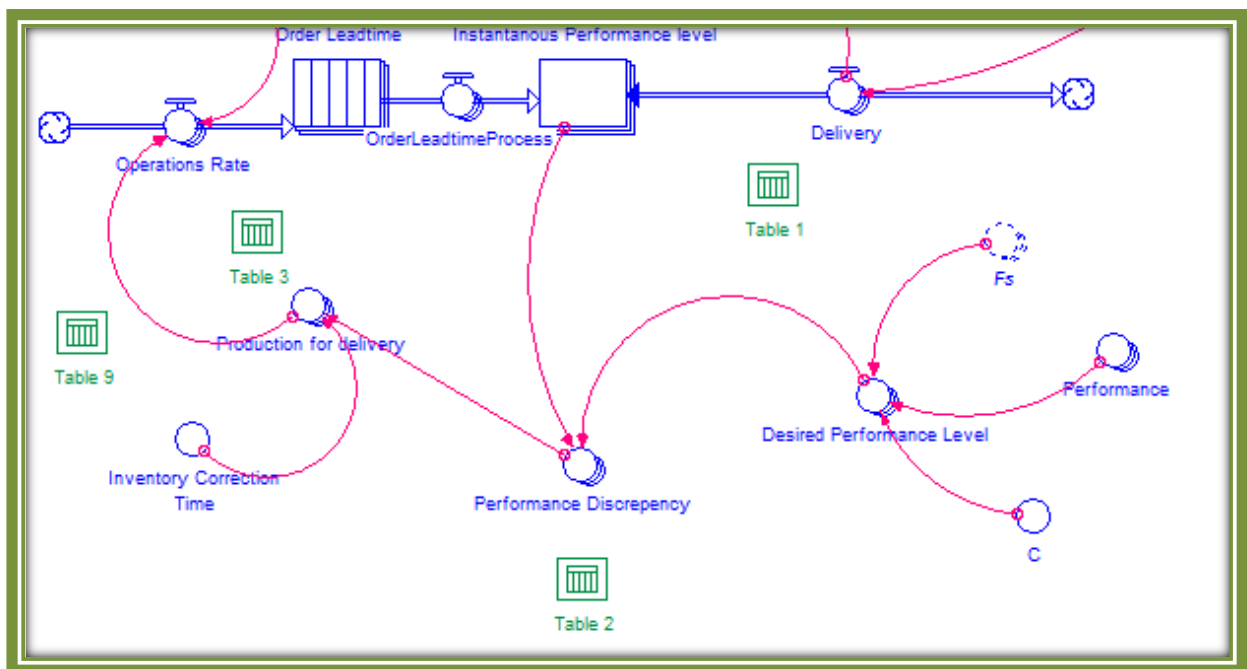 Order Leadtime
Instantanous Performance level
OrderLeadtimeProcess
Delivery
Operations Rate
Table 1
Table 3
Fs
Production for delivery
Table 9
Performance
Desired Performance Level
Inventory Correction
Time
Performance Discrepency
C
Table 2